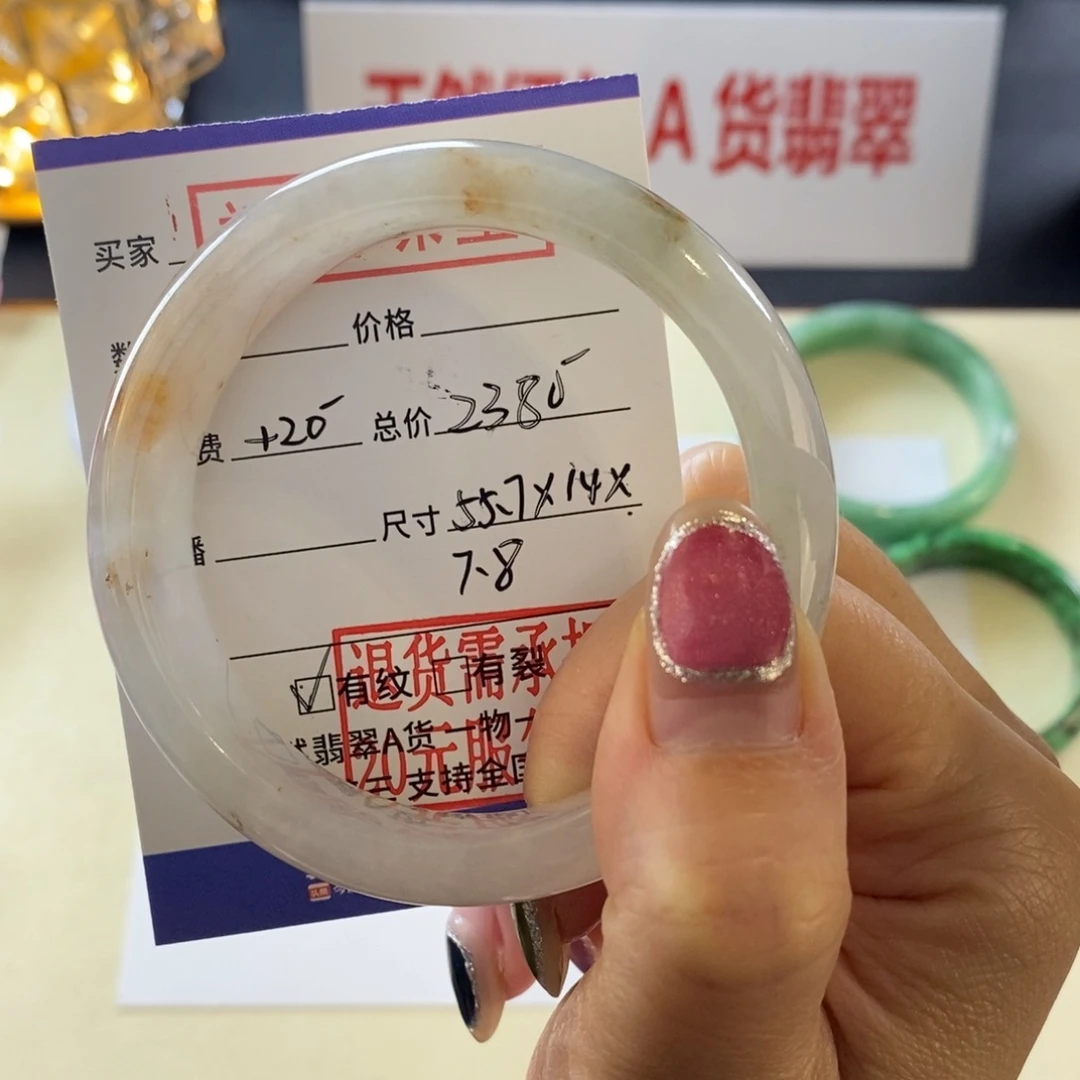 A货翡翠
买家
价格
费 +20 总价 2380
尺寸 55.7×14×
7.8
退货需承担
☑有纹 □有裂
翡翠A货一物一
20元服
支持全国